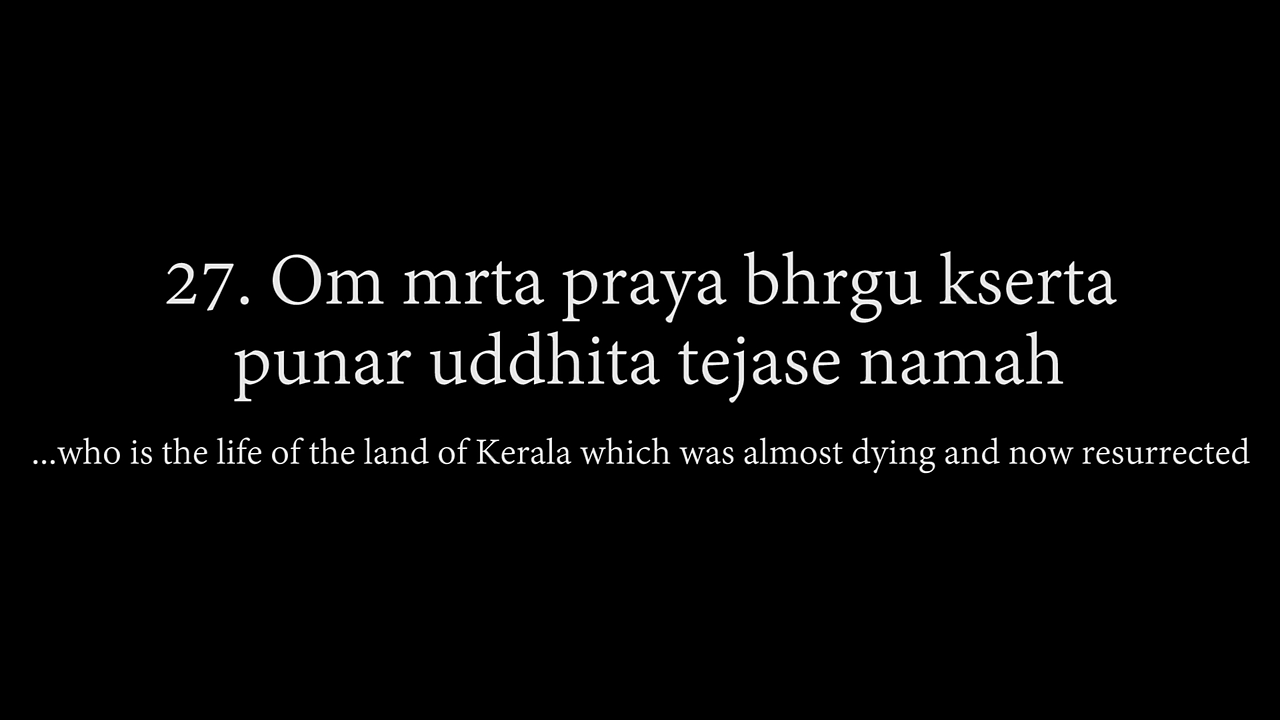 27. Om mrta praya bhrgu kserta
punar uddhita tejase namah
...who is the life of the land of Kerala which was almost dying and now resurrected